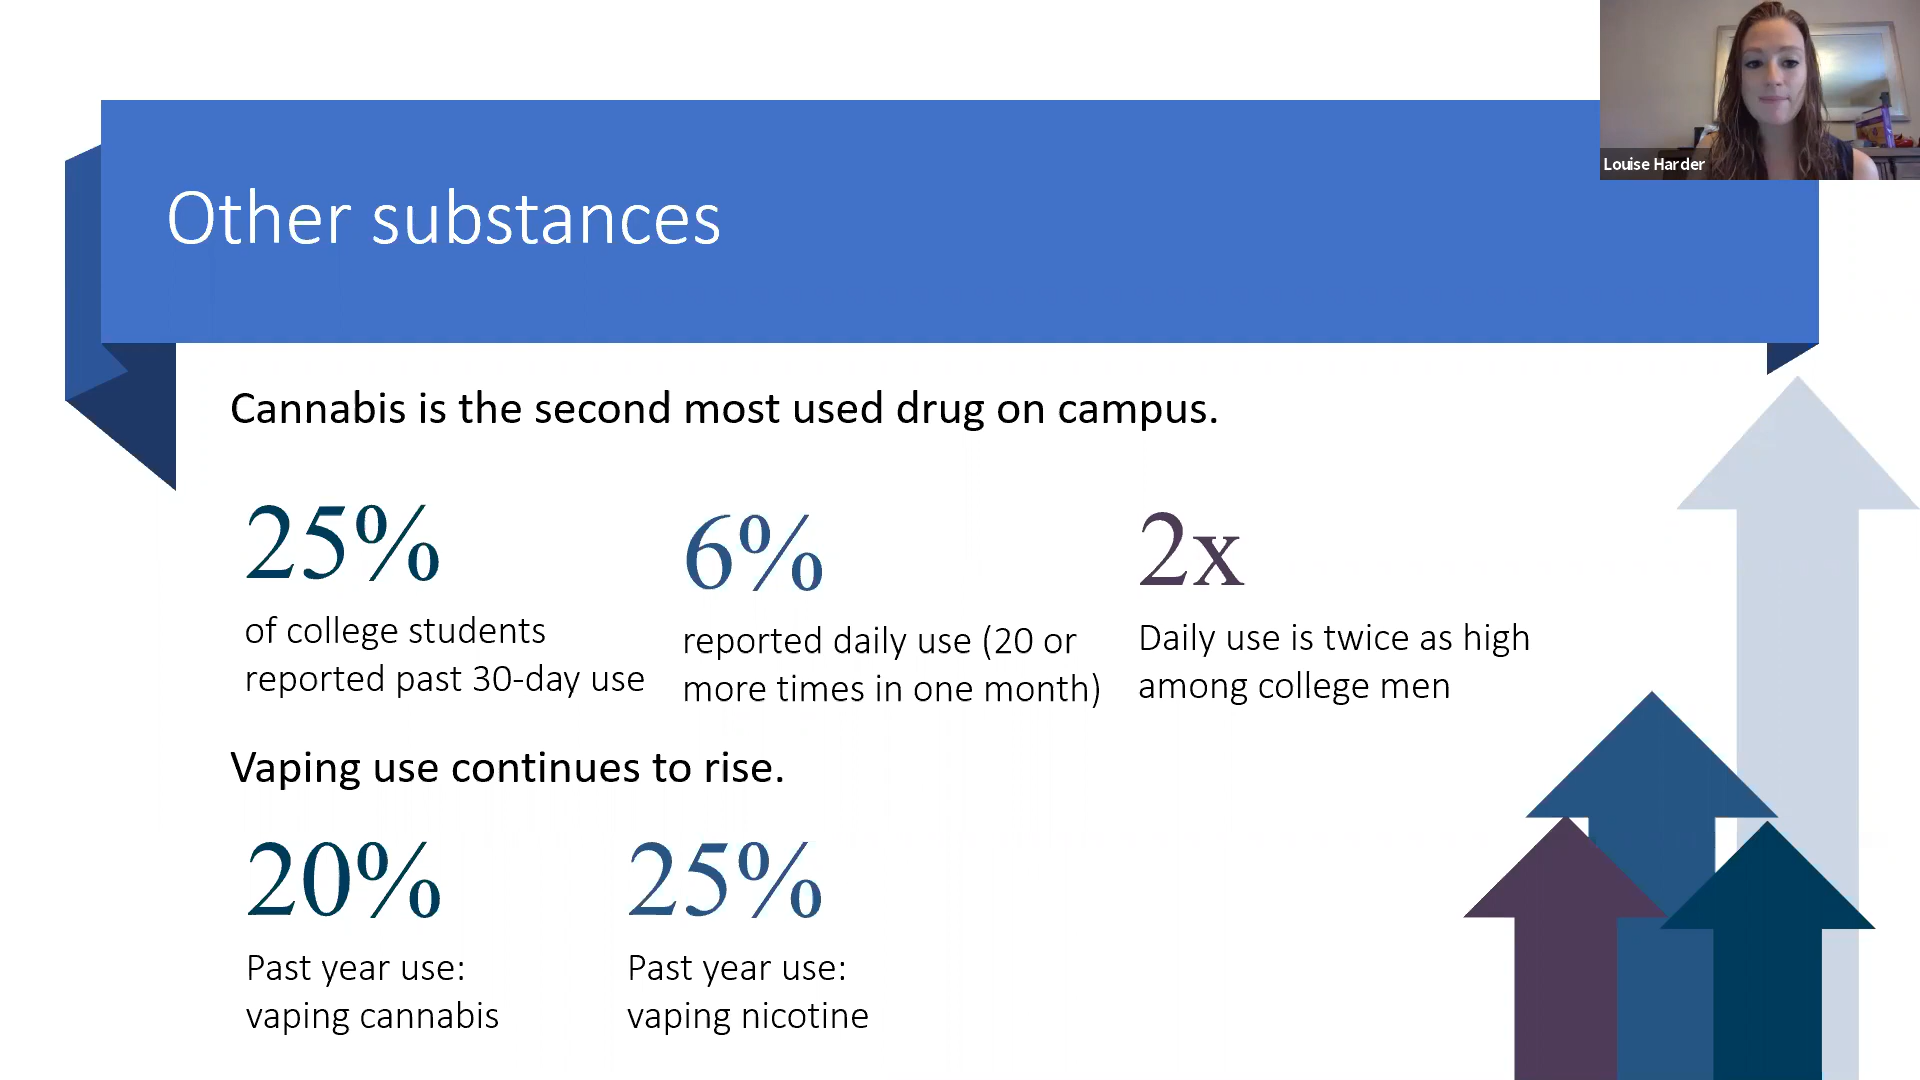 Louise Harder
Other substances
Cannabis is the second most used drug on campus.
25%
of college students
reported past 30-day use
6%
reported daily use (20 or
more times in one month)
2x
Daily use is twice as high
among college men
Vaping use continues to rise.
20%
Past year use:
vaping cannabis
25%
Past year use:
vaping nicotine